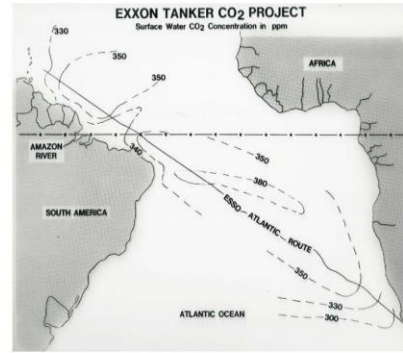 EXXON TANKER CO2 PROJECT
Surface Water CO2 Concentration in ppm
330
350
350
AFRICA
AMAZON
RIVER
340
350
380
SOUTH AMERICA
ESSO-ATLANTIC ROUTE
350
330
300
ATLANTIC OCEAN